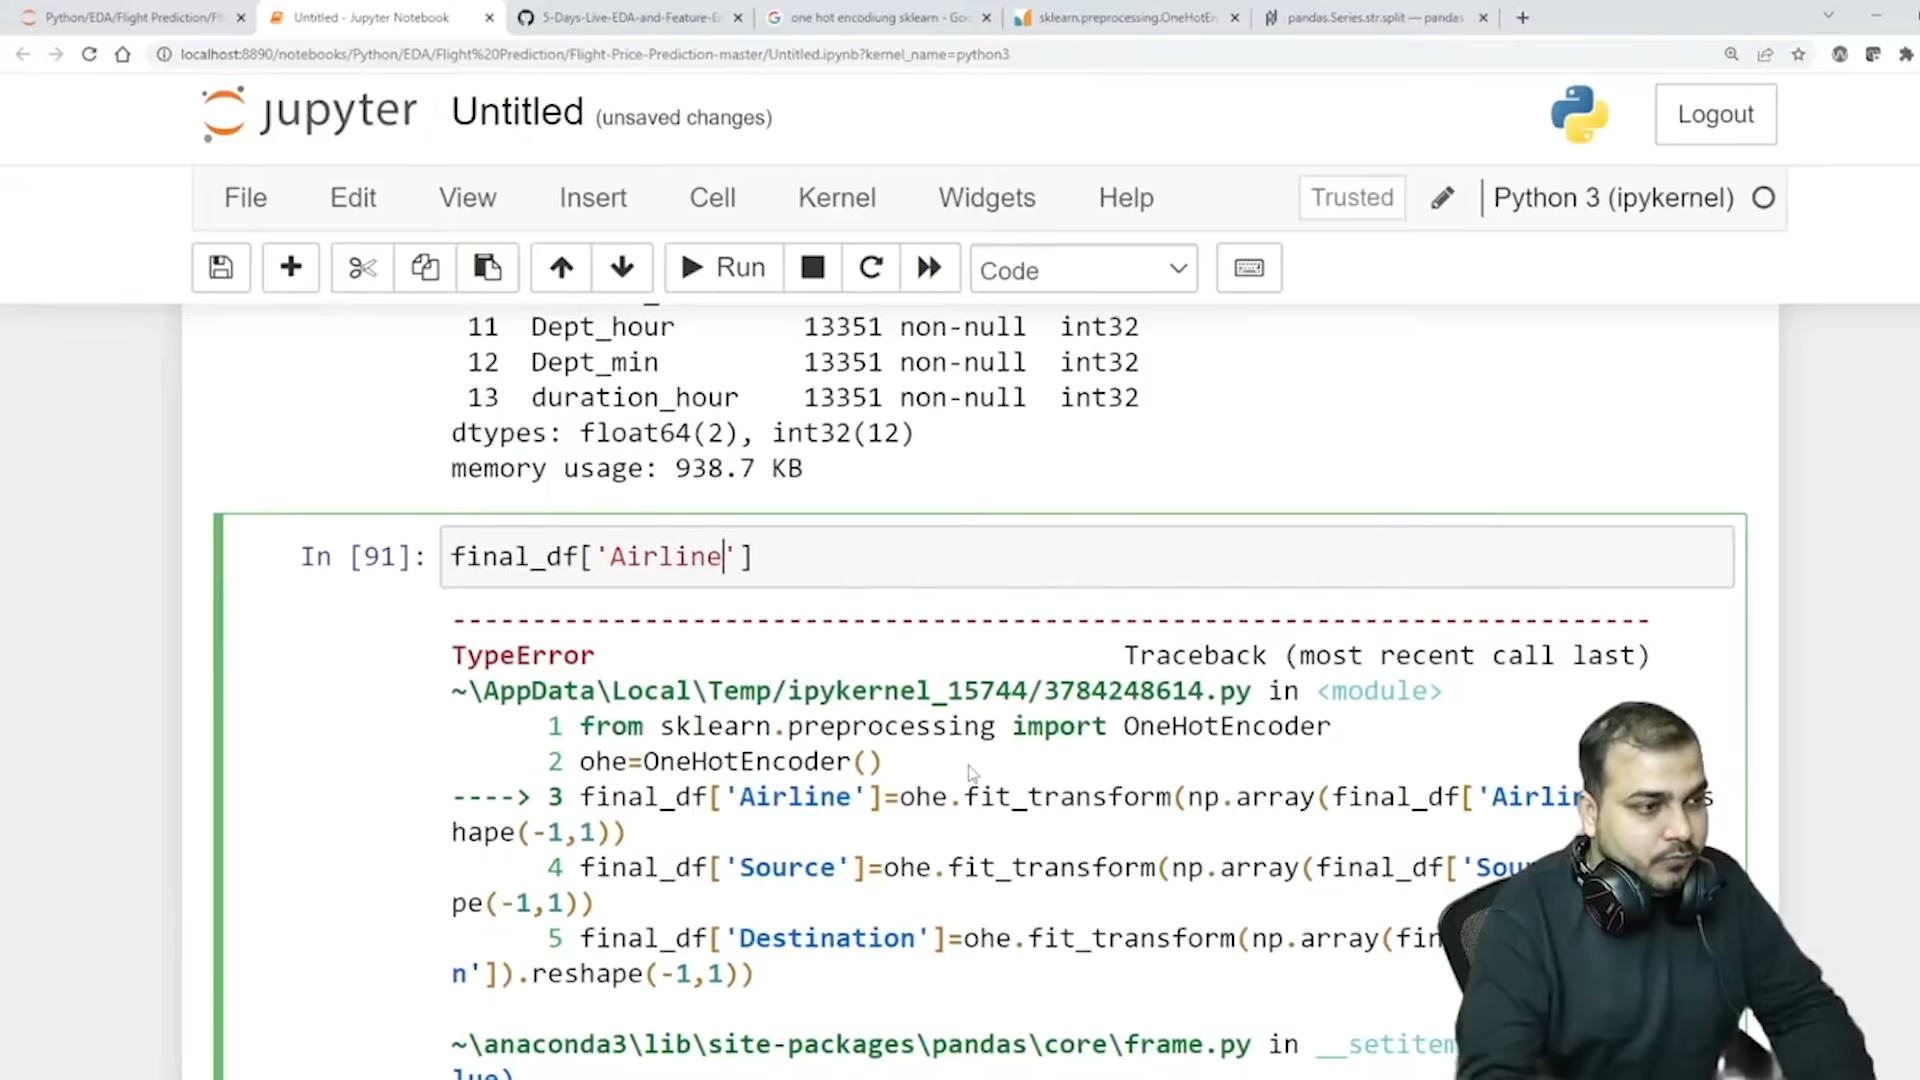 Python/EDA/Flight Prediction/Fl
Untitled - Jupyter Notebook
5-Days-Live-EDA-and-Feature-E
one hot encodiung sklearn - Goo
sklearn.preprocessing.OneHotEn
pandas.Series.str.split — pandas
localhost:8890/notebooks/Python/EDA/Flight%20Prediction/Flight-Price-Prediction-master/Untitled.ipynb?kernel_name=python3
jupyter Untitled (unsaved changes)
Logout
File Edit View Insert Cell Kernel Widgets Help Trusted Python 3 (ipykernel)
Run Code
11 Dept_hour 13351 non-null int32
12 Dept_min 13351 non-null int32
13 duration_hour 13351 non-null int32
dtypes: float64(2), int32(12)
memory usage: 938.7 KB
In [91]: final_df['Airline']
---------------------------------------------------------------------------
TypeError Traceback (most recent call last)
~\AppData\Local\Temp/ipykernel_15744/3784248614.py in <module>
1 from sklearn.preprocessing import OneHotEncoder
2 ohe=OneHotEncoder()
----> 3 final_df['Airline']=ohe.fit_transform(np.array(final_df['Airlin s
hape(-1,1))
4 final_df['Source']=ohe.fit_transform(np.array(final_df['Sou
pe(-1,1))
5 final_df['Destination']=ohe.fit_transform(np.array(fin
n']).reshape(-1,1))
~\anaconda3\lib\site-packages\pandas\core\frame.py in __setitem
lue)